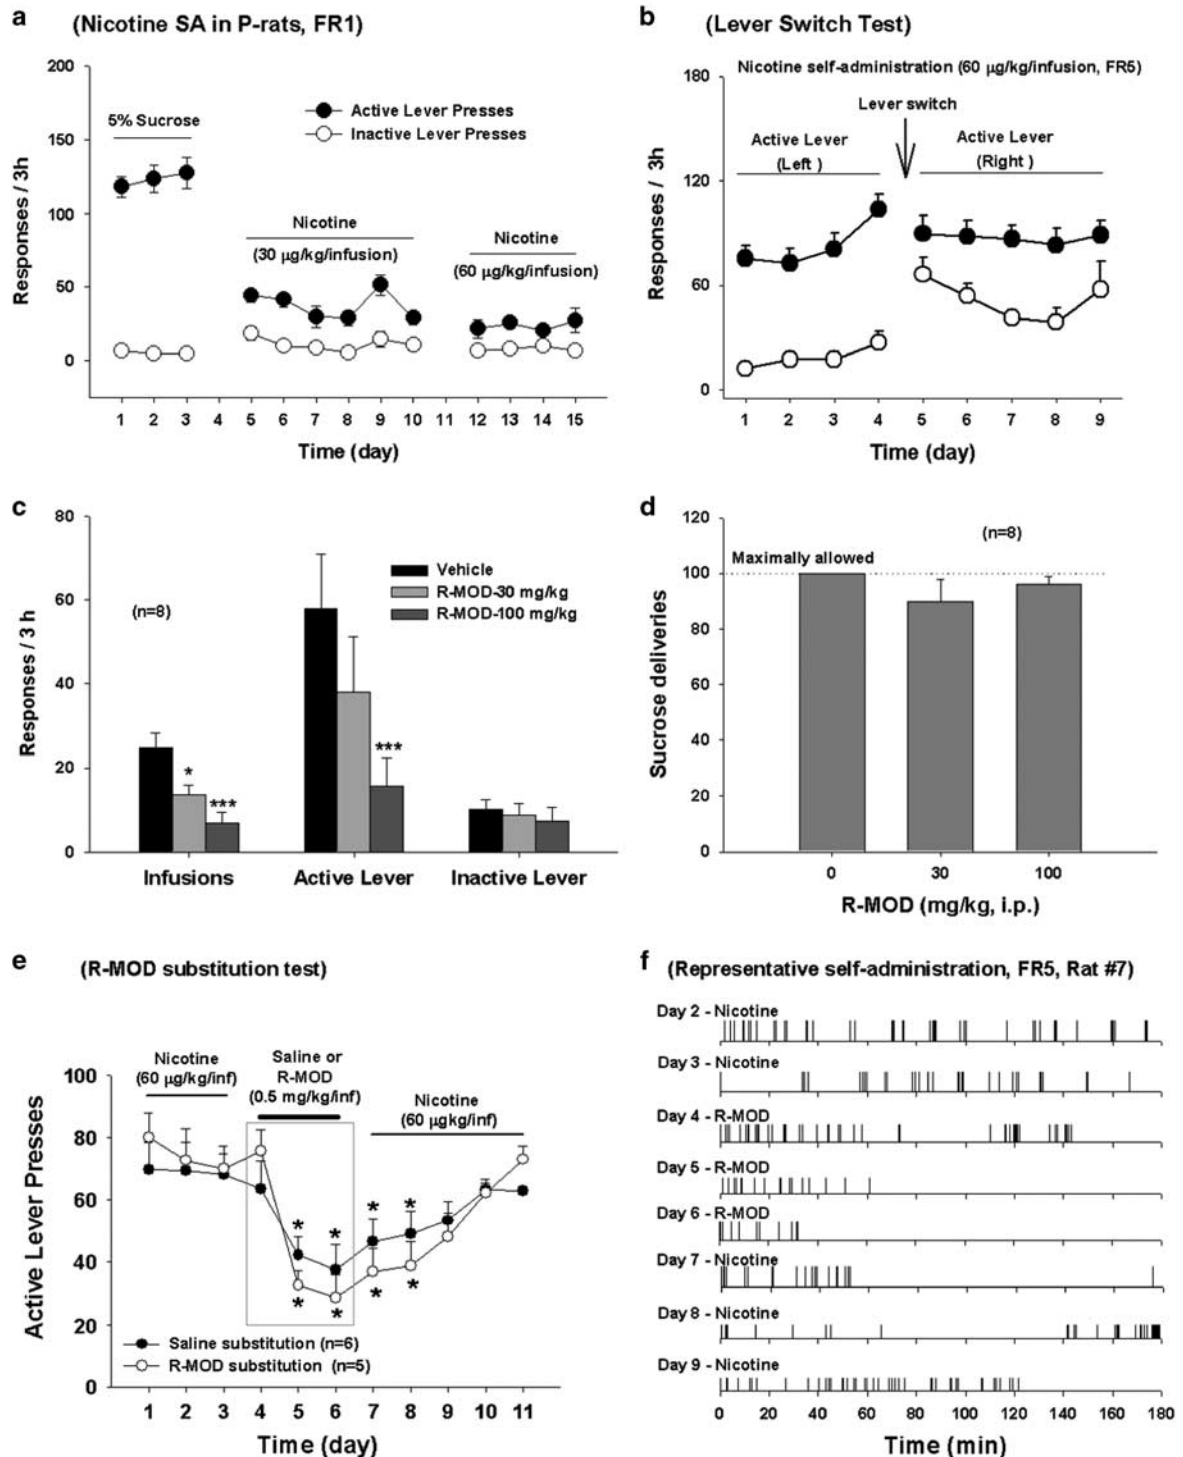 a (Nicotine SA in P-rats, FR1)
200
150
100
50
0
Responses / 3h
5% Sucrose
Active Lever Presses
Inactive Lever Presses
Nicotine
(30 µg/kg/infusion)
Nicotine
(60 µg/kg/infusion)
1 2 3 4 5 6 7 8 9 10 11 12 13 14 15
Time (day)
b (Lever Switch Test)
Nicotine self-administration (60 µg/kg/infusion, FR5)
180
120
60
0
Responses / 3h
Lever switch
Active Lever
(Left )
Active Lever
(Right )
1 2 3 4 5 6 7 8 9
Time (day)
c
80
60
40
20
0
Responses / 3 h
(n=8)
Vehicle
R-MOD-30 mg/kg
R-MOD-100 mg/kg
*
***
***
Infusions Active Lever Inactive Lever
d
120
100
80
60
40
20
0
Sucrose deliveries
(n=8)
Maximally allowed
0 30 100
R-MOD (mg/kg, i.p.)
e (R-MOD substitution test)
100
80
60
40
20
0
Active Lever Presses
Nicotine
(60 µg/kg/inf)
Saline or
R-MOD
(0.5 mg/kg/inf)
Nicotine
(60 µgkg/inf)
* * * *
* * * *
Saline substitution (n=6)
R-MOD substitution (n=5)
1 2 3 4 5 6 7 8 9 10 11
Time (day)
f (Representative self-administration, FR5, Rat #7)
Day 2 - Nicotine
Day 3 - Nicotine
Day 4 - R-MOD
Day 5 - R-MOD
Day 6 - R-MOD
Day 7 - Nicotine
Day 8 - Nicotine
Day 9 - Nicotine
0 20 40 60 80 100 120 140 160 180
Time (min)